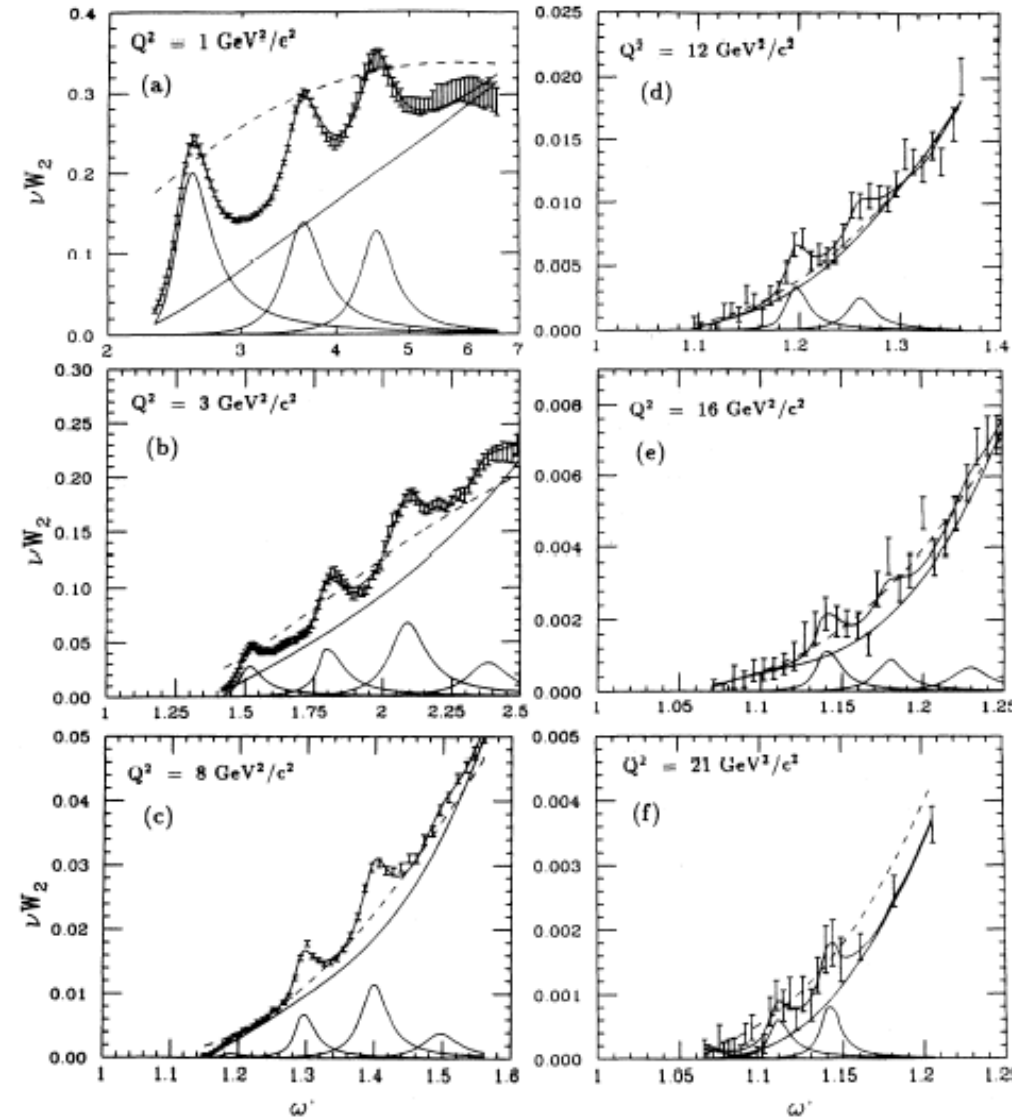 Q² = 1 GeV²/c²
(a)
νW₂
0.4
0.3
0.2
0.1
0.0
2 3 4 5 6 7
Q² = 3 GeV²/c²
(b)
νW₂
0.30
0.25
0.20
0.15
0.10
0.05
0.00
1 1.25 1.5 1.75 2 2.25 2.5
Q² = 8 GeV²/c²
(c)
νW₂
0.05
0.04
0.03
0.02
0.01
0.00
1 1.1 1.2 1.3 1.4 1.5 1.6
ω'
Q² = 12 GeV²/c²
(d)
0.025
0.020
0.015
0.010
0.005
0.000
1 1.1 1.2 1.3 1.4
Q² = 16 GeV²/c²
(e)
0.008
0.006
0.004
0.002
0.000
1 1.05 1.1 1.15 1.2 1.25
Q² = 21 GeV²/c²
(f)
0.005
0.004
0.003
0.002
0.001
0.000
1 1.05 1.1 1.15 1.2 1.25
ω'